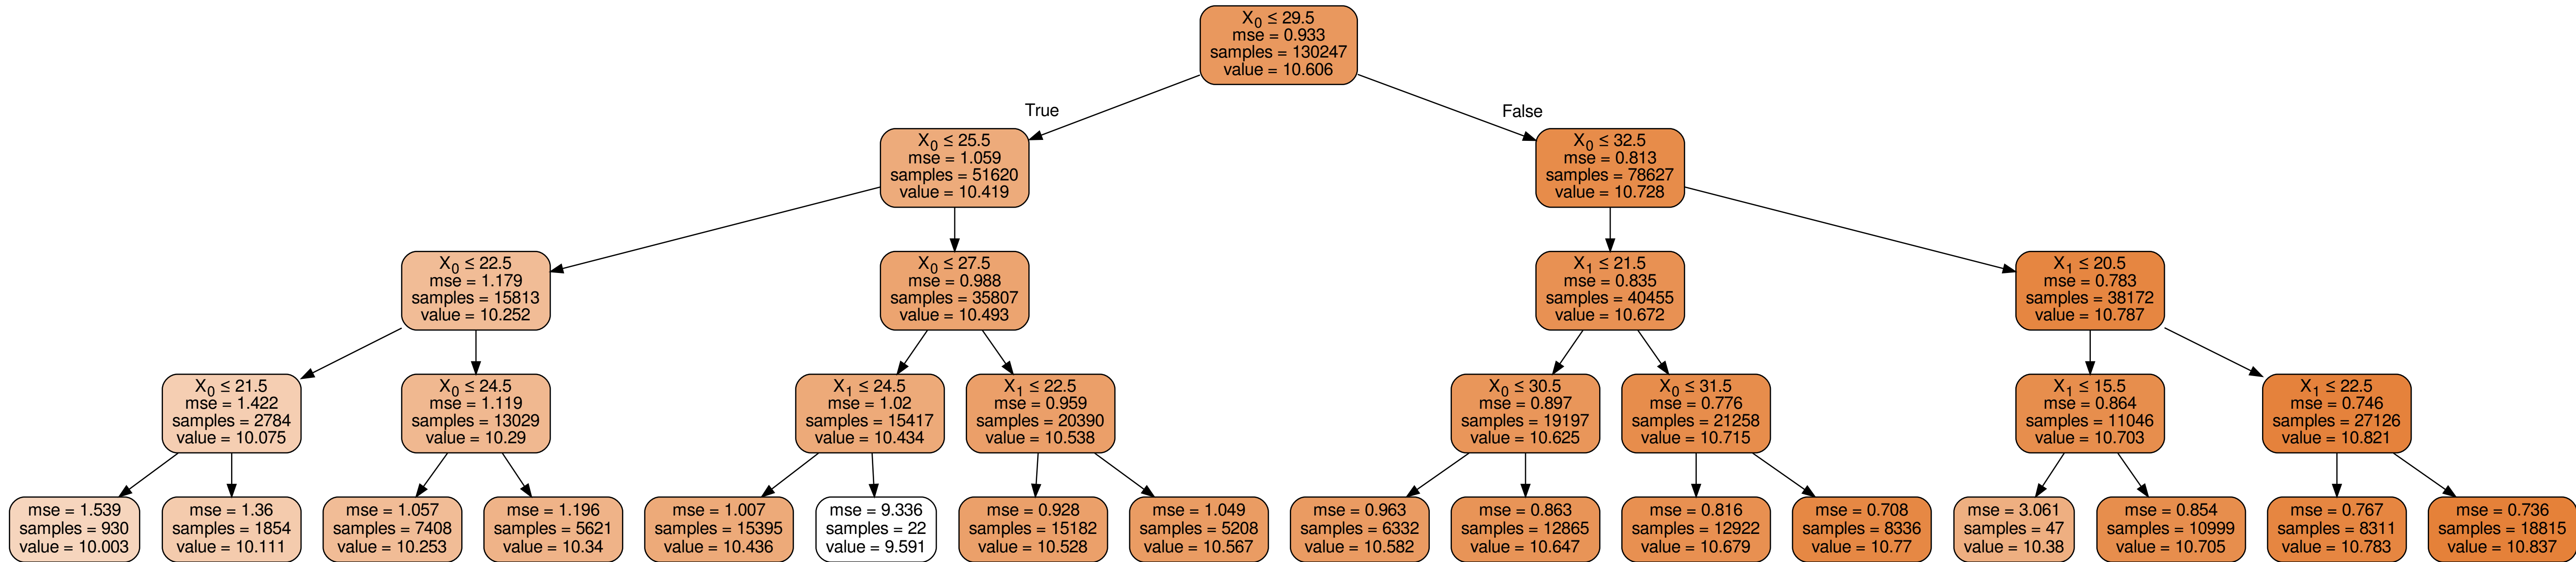 X₀ ≤ 29.5
mse = 0.933
samples = 130247
value = 10.606
True
False
X₀ ≤ 25.5
mse = 1.059
samples = 51620
value = 10.419
X₀ ≤ 32.5
mse = 0.813
samples = 78627
value = 10.728
X₀ ≤ 22.5
mse = 1.179
samples = 15813
value = 10.252
X₀ ≤ 27.5
mse = 0.988
samples = 35807
value = 10.493
X₁ ≤ 21.5
mse = 0.835
samples = 40455
value = 10.672
X₁ ≤ 20.5
mse = 0.783
samples = 38172
value = 10.787
X₀ ≤ 21.5
mse = 1.422
samples = 2784
value = 10.075
X₀ ≤ 24.5
mse = 1.119
samples = 13029
value = 10.29
X₁ ≤ 24.5
mse = 1.02
samples = 15417
value = 10.434
X₁ ≤ 22.5
mse = 0.959
samples = 20390
value = 10.538
X₀ ≤ 30.5
mse = 0.897
samples = 19197
value = 10.625
X₀ ≤ 31.5
mse = 0.776
samples = 21258
value = 10.715
X₁ ≤ 15.5
mse = 0.864
samples = 11046
value = 10.703
X₁ ≤ 22.5
mse = 0.746
samples = 27126
value = 10.821
mse = 1.539
samples = 930
value = 10.003
mse = 1.36
samples = 1854
value = 10.111
mse = 1.057
samples = 7408
value = 10.253
mse = 1.196
samples = 5621
value = 10.34
mse = 1.007
samples = 15395
value = 10.436
mse = 9.336
samples = 22
value = 9.591
mse = 0.928
samples = 15182
value = 10.528
mse = 1.049
samples = 5208
value = 10.567
mse = 0.963
samples = 6332
value = 10.582
mse = 0.863
samples = 12865
value = 10.647
mse = 0.816
samples = 12922
value = 10.679
mse = 0.708
samples = 8336
value = 10.77
mse = 3.061
samples = 47
value = 10.38
mse = 0.854
samples = 10999
value = 10.705
mse = 0.767
samples = 8311
value = 10.783
mse = 0.736
samples = 18815
value = 10.837